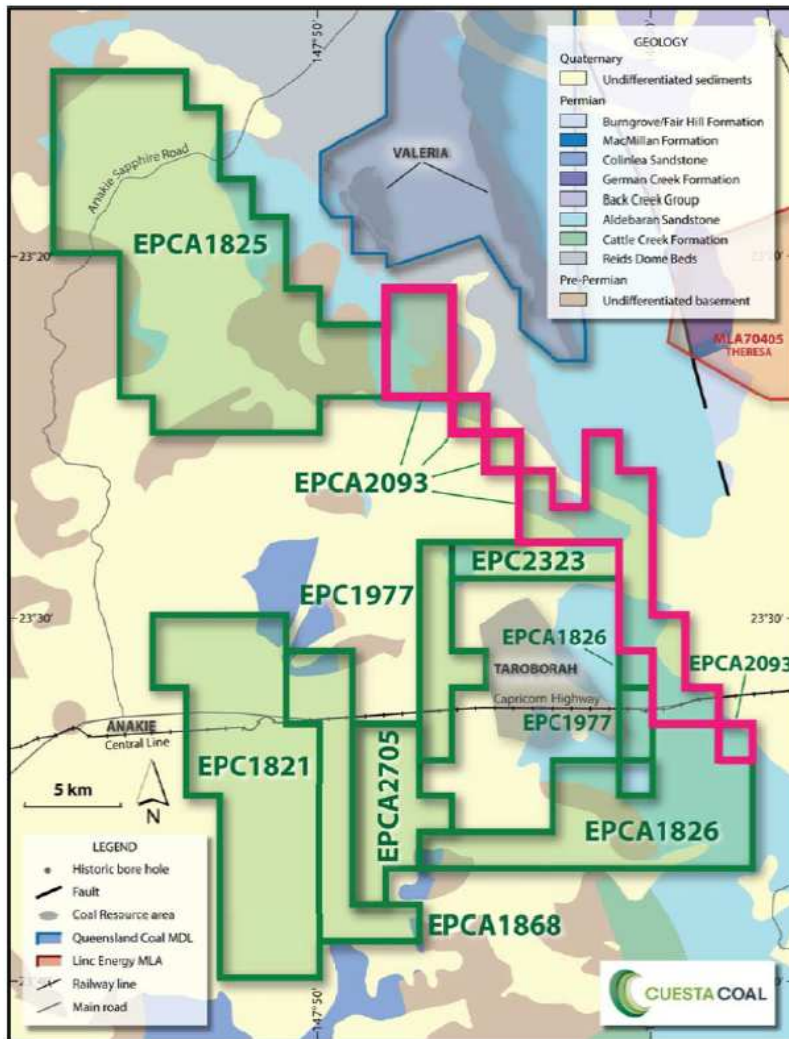 147°50'
GEOLOGY
Quaternary
Undifferentiated sediments
Permian
Burngrove/Fair Hill Formation
MacMillan Formation
Colinlea Sandstone
German Creek Formation
Back Creek Group
Aldebaran Sandstone
Cattle Creek Formation
Reids Dome Beds
Pre-Permian
Undifferentiated basement
VALERIA
Anakie Sapphire Road
EPCA1825
23°20'
MLA70405
THERESA
EPCA2093
EPC2323
EPC1977
23°30'
23°30'
EPCA1826
EPCA2093
TAROBORAH
Capricorn Highway
EPC1977
ANAKIE
Central Line
EPC1821
EPCA2705
5 km
N
EPCA1826
LEGEND
Historic bore hole
Fault
Coal Resource area
Queensland Coal MDL
Linc Energy MLA
Railway line
Main road
EPCA1868
147°50'
CUESTA COAL